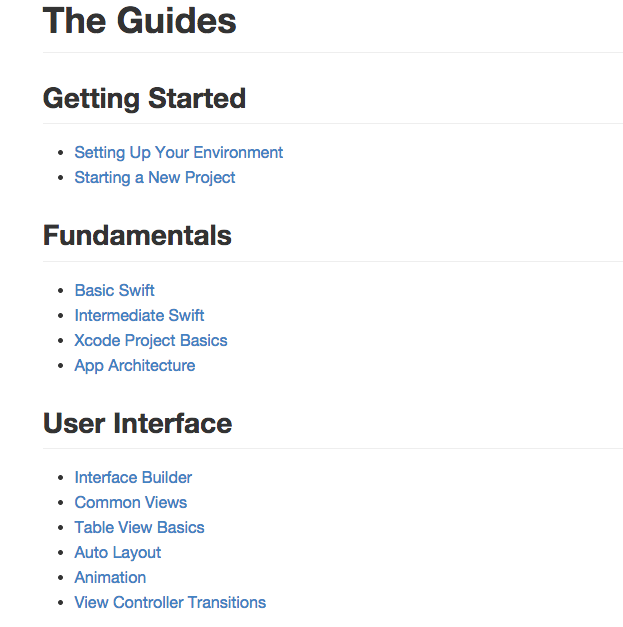 The Guides
Getting Started
Setting Up Your Environment
Starting a New Project
Fundamentals
Basic Swift
Intermediate Swift
Xcode Project Basics
App Architecture
User Interface
Interface Builder
Common Views
Table View Basics
Auto Layout
Animation
View Controller Transitions